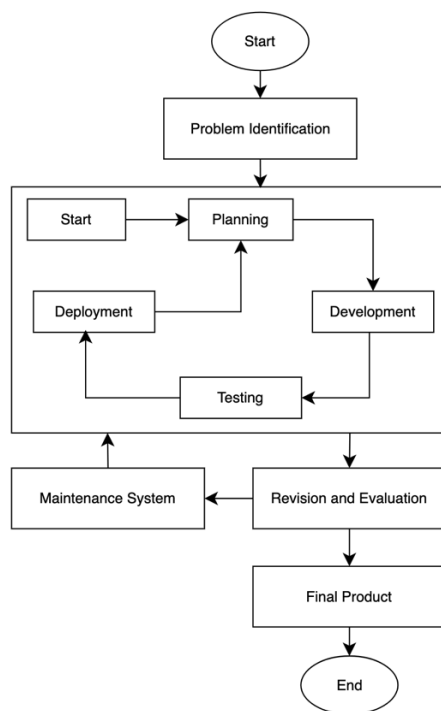 Start
Problem Identification
Start
Planning
Deployment
Development
Testing
Maintenance System
Revision and Evaluation
Final Product
End